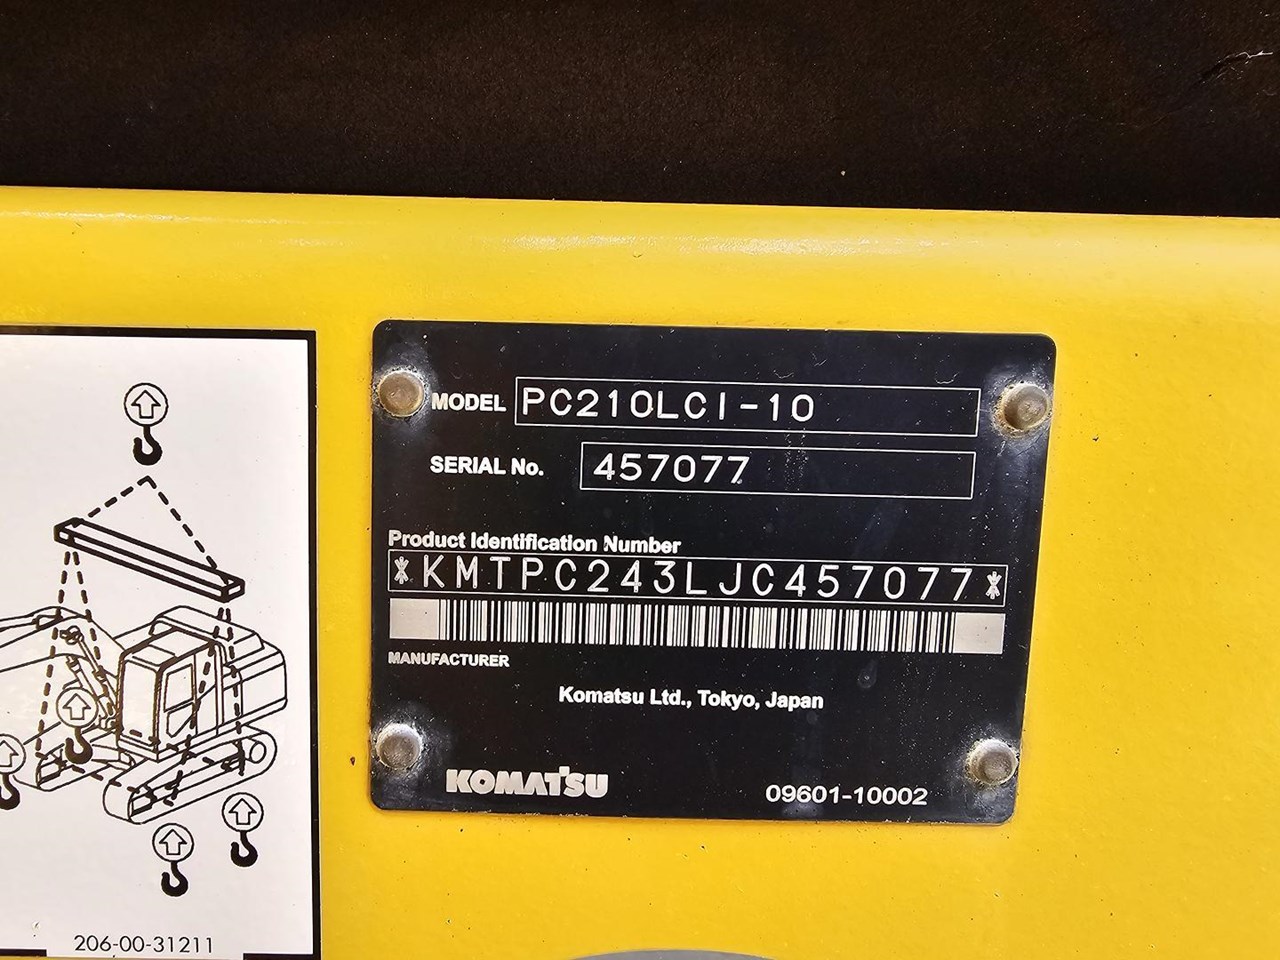 MODEL PC210LCI-10
SERIAL No. 457077
Product Identification Number
*KMTPC243LJC457077*
MANUFACTURER
Komatsu Ltd., Tokyo, Japan
KOMATSU
09601-10002
206-00-31211